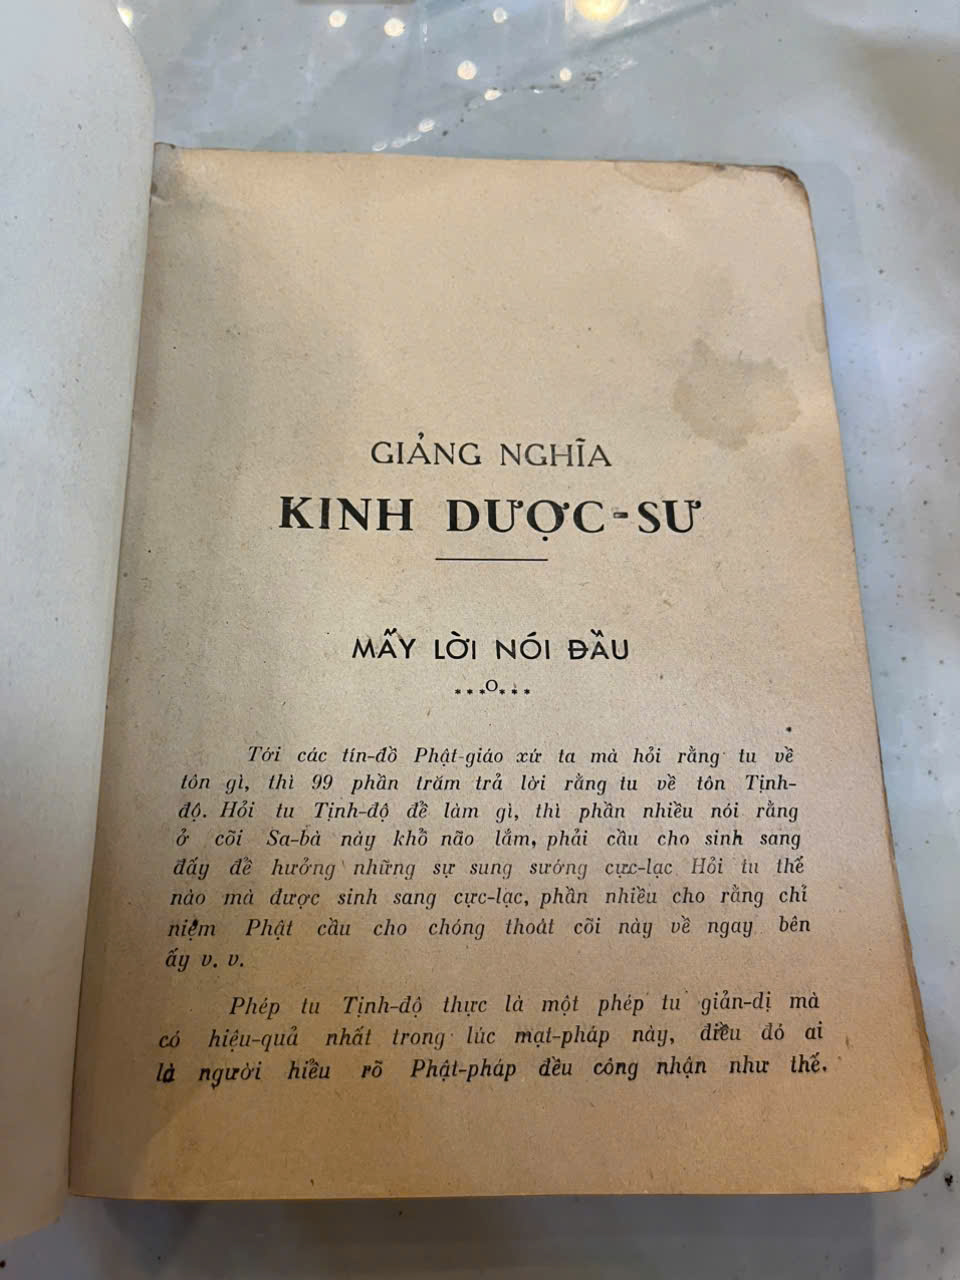 GIẢNG NGHĨA
KINH DƯỢC-SƯ
MẤY LỜI NÓI ĐẦU
***O***
Tới các tín-đồ Phật-giáo xứ ta mà hỏi rằng tu về
tôn gì, thì 99 phần trăm trả lời rằng tu về tôn Tịnh-
độ. Hỏi tu Tịnh-độ để làm gì, thì phần nhiều nói rằng
ở cõi Sa-bà này khổ não lắm, phải cầu cho sinh sang
đấy để hưởng những sự sung sướng cực-lạc Hỏi tu thế
nào mà được sinh sang cực-lạc, phần nhiều cho rằng chỉ
niệm Phật cầu cho chóng thoát cõi này về ngay bên
ấy v. v.
Phép tu Tịnh-độ thực là một phép tu giản-dị mà
có hiệu-quả nhất trong lúc mạt-pháp này, điều đó ai
là người hiểu rõ Phật-pháp đều công nhận như thế.